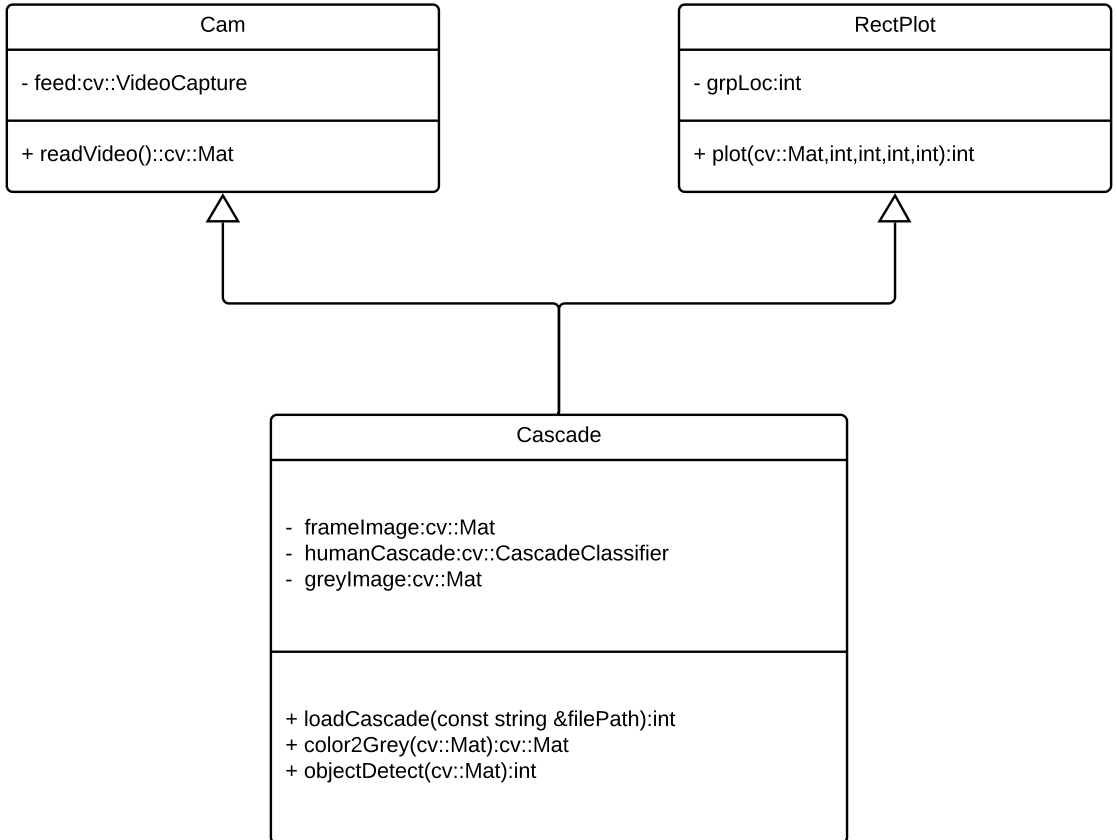 Cam
- feed:cv::VideoCapture
+ readVideo()::cv::Mat
RectPlot
- grpLoc:int
+ plot(cv::Mat,int,int,int,int):int
Cascade
- frameImage:cv::Mat
- humanCascade:cv::CascadeClassifier
- greyImage:cv::Mat
+ loadCascade(const string &filePath):int
+ color2Grey(cv::Mat):cv::Mat
+ objectDetect(cv::Mat):int